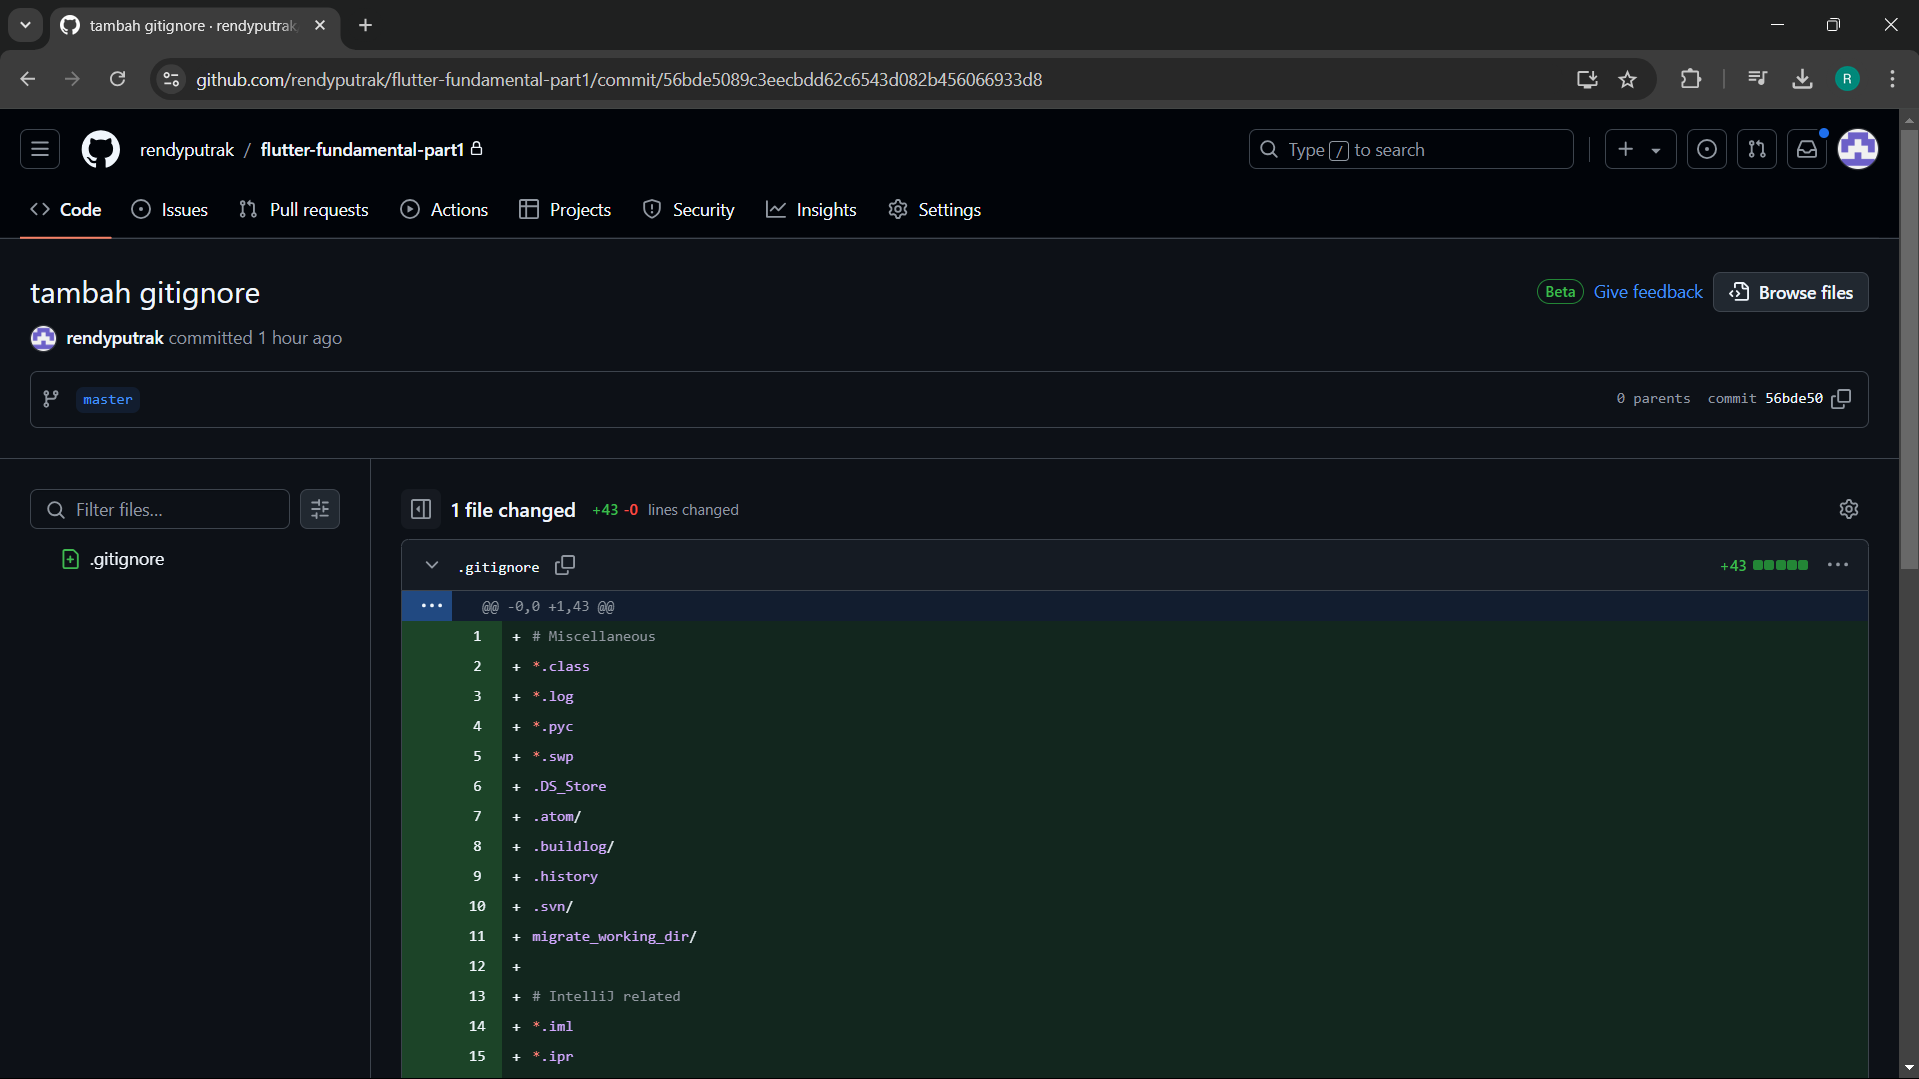 tambah gitignore · rendyputrak
github.com/rendyputrak/flutter-fundamental-part1/commit/56bde5089c3eecbdd62c6543d082b456066933d8
R
rendyputrak / flutter-fundamental-part1
Type / to search
Code Issues Pull requests Actions Projects Security Insights Settings
tambah gitignore
Beta Give feedback Browse files
rendyputrak committed 1 hour ago
master
0 parents commit 56bde50
Filter files...
.gitignore
1 file changed +43 -0 lines changed
.gitignore
+43
@@ -0,0 +1,43 @@
1 + # Miscellaneous
2 + *.class
3 + *.log
4 + *.pyc
5 + *.swp
6 + .DS_Store
7 + .atom/
8 + .buildlog/
9 + .history
10 + .svn/
11 + migrate_working_dir/
12 +
13 + # IntelliJ related
14 + *.iml
15 + *.ipr